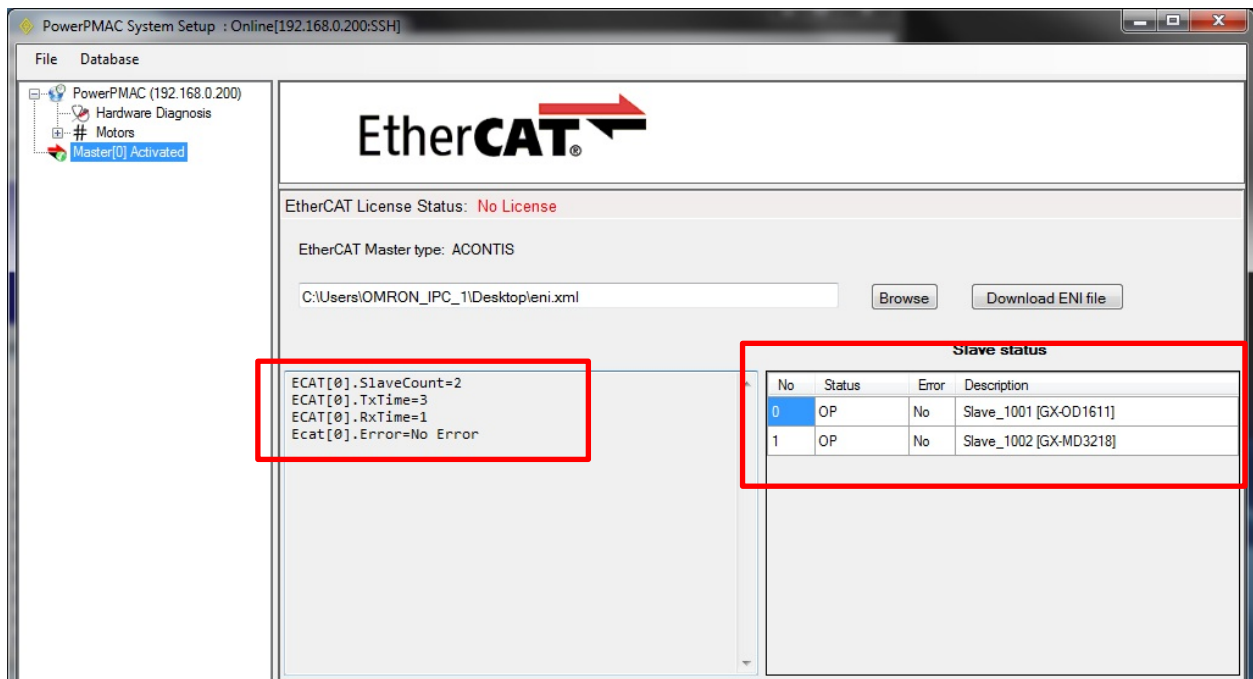 PowerPMAC System Setup : Online[192.168.0.200:SSH]
File Database
PowerPMAC (192.168.0.200)
Hardware Diagnosis
# Motors
Master[0] Activated
EtherCAT®
EtherCAT License Status: No License
EtherCAT Master type: ACONTIS
C:\Users\OMRON_IPC_1\Desktop\eni.xml Browse Download ENI file
Slave status
ECAT[0].SlaveCount=2
ECAT[0].TxTime=3
ECAT[0].RxTime=1
Ecat[0].Error=No Error
No Status Error Description
0 OP No Slave_1001 [GX-OD1611]
1 OP No Slave_1002 [GX-MD3218]